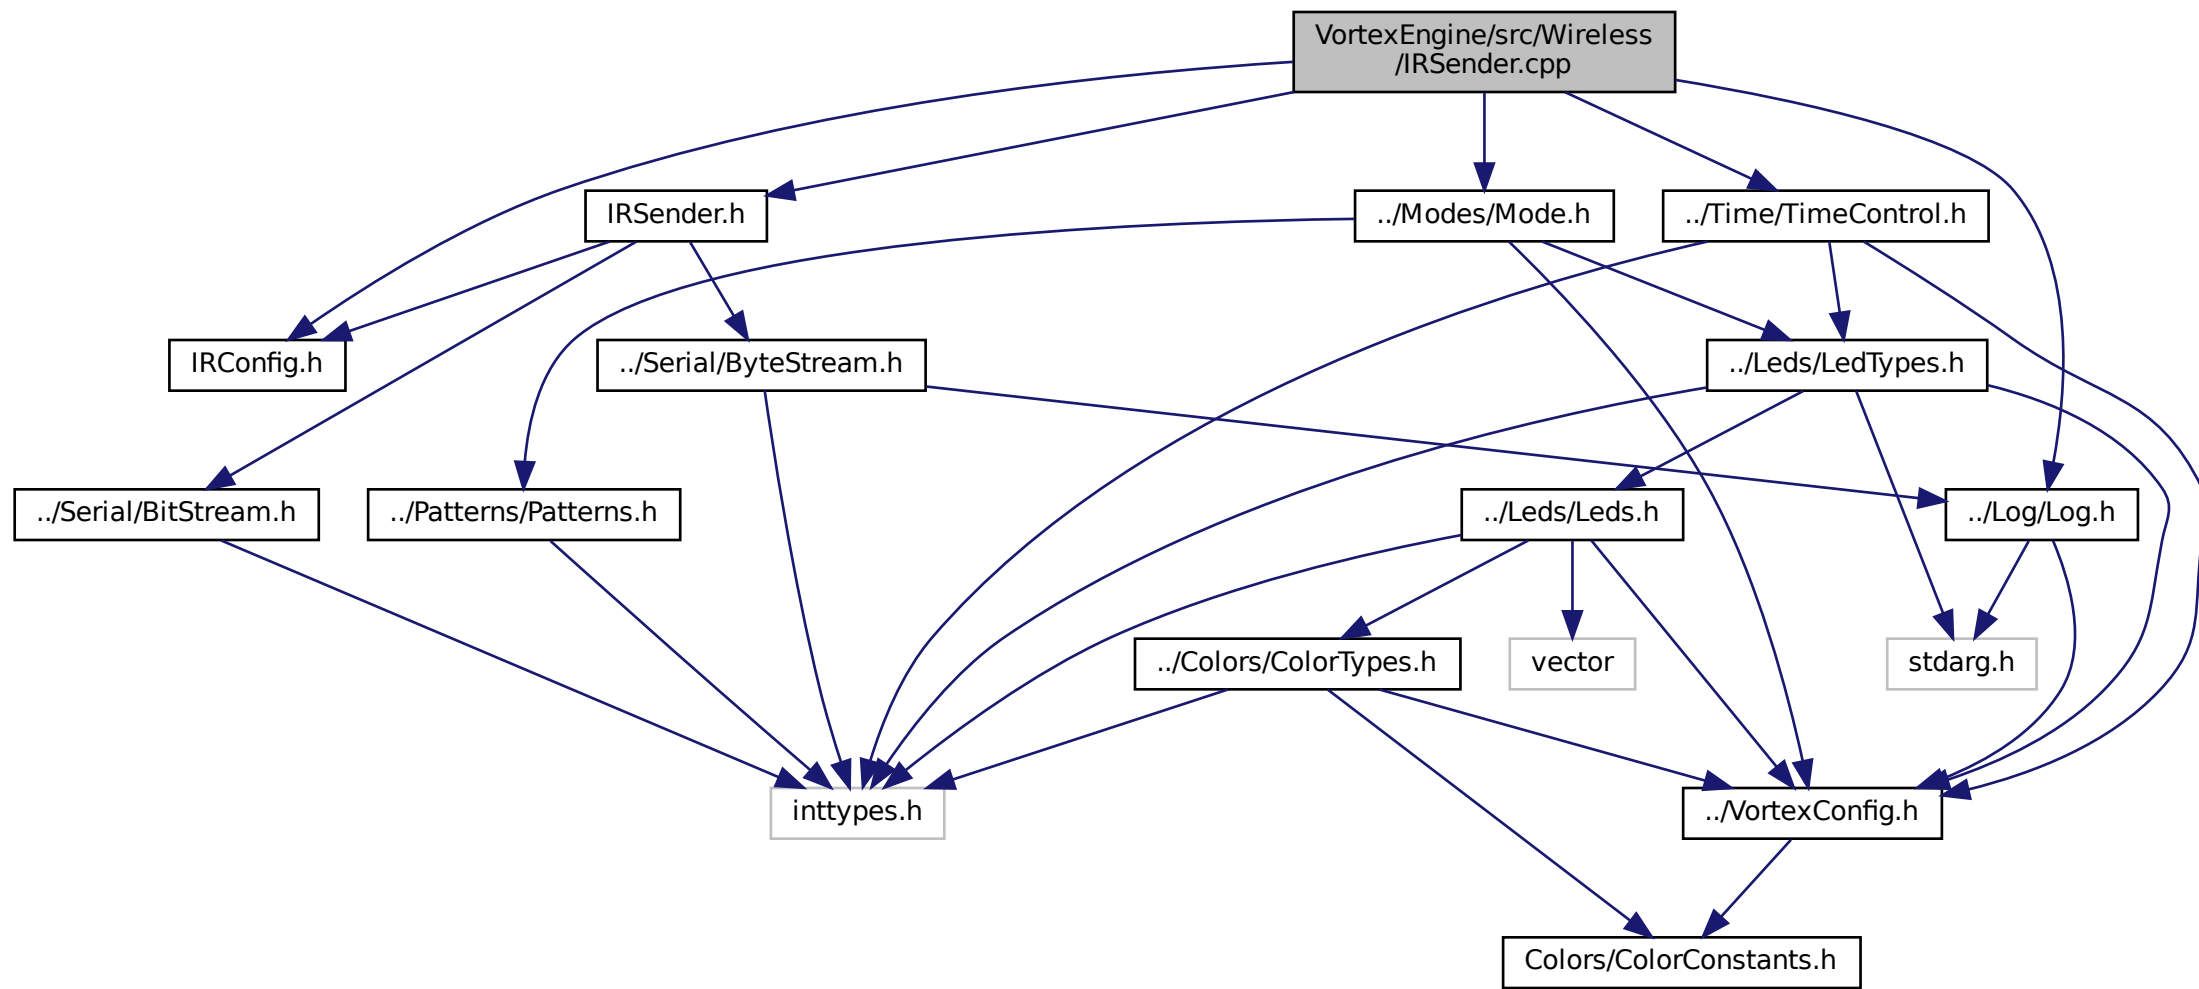 VortexEngine/src/Wireless
/IRSender.cpp
IRSender.h
../Modes/Mode.h
../Time/TimeControl.h
IRConfig.h
../Serial/ByteStream.h
../Leds/LedTypes.h
../Serial/BitStream.h
../Patterns/Patterns.h
../Leds/Leds.h
../Log/Log.h
../Colors/ColorTypes.h
vector
stdarg.h
inttypes.h
../VortexConfig.h
Colors/ColorConstants.h